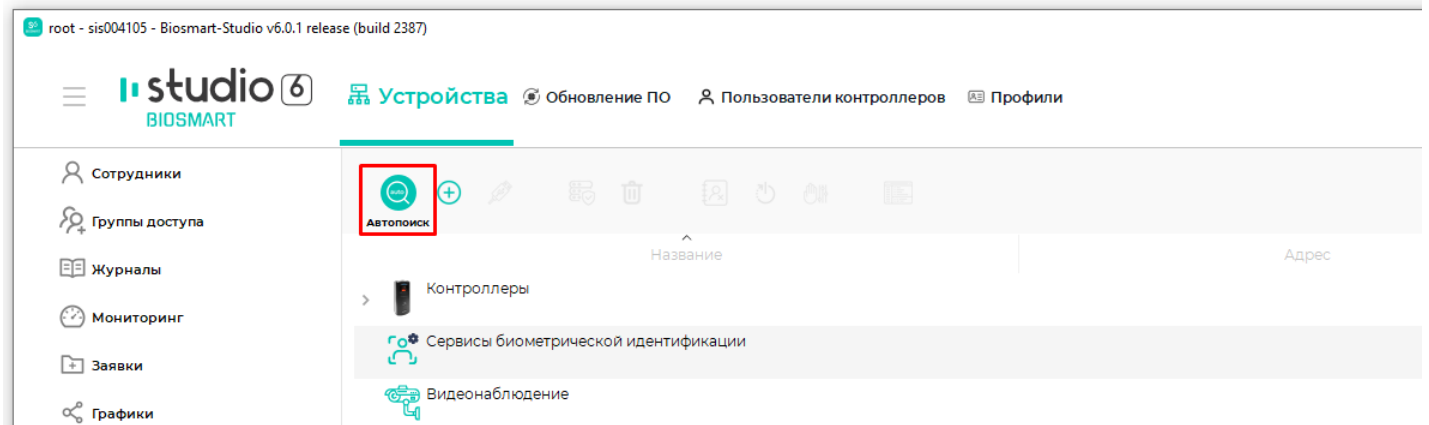 root - sis004105 - Biosmart-Studio v6.0.1 release (build 2387)
studio 6
BIOSMART
Устройства Обновление ПО Пользователи контроллеров Профили
Сотрудники
Группы доступа
Журналы
Мониторинг
Заявки
Графики
auto
Автопоиск
Название Адрес
Контроллеры
Сервисы биометрической идентификации
Видеонаблюдение